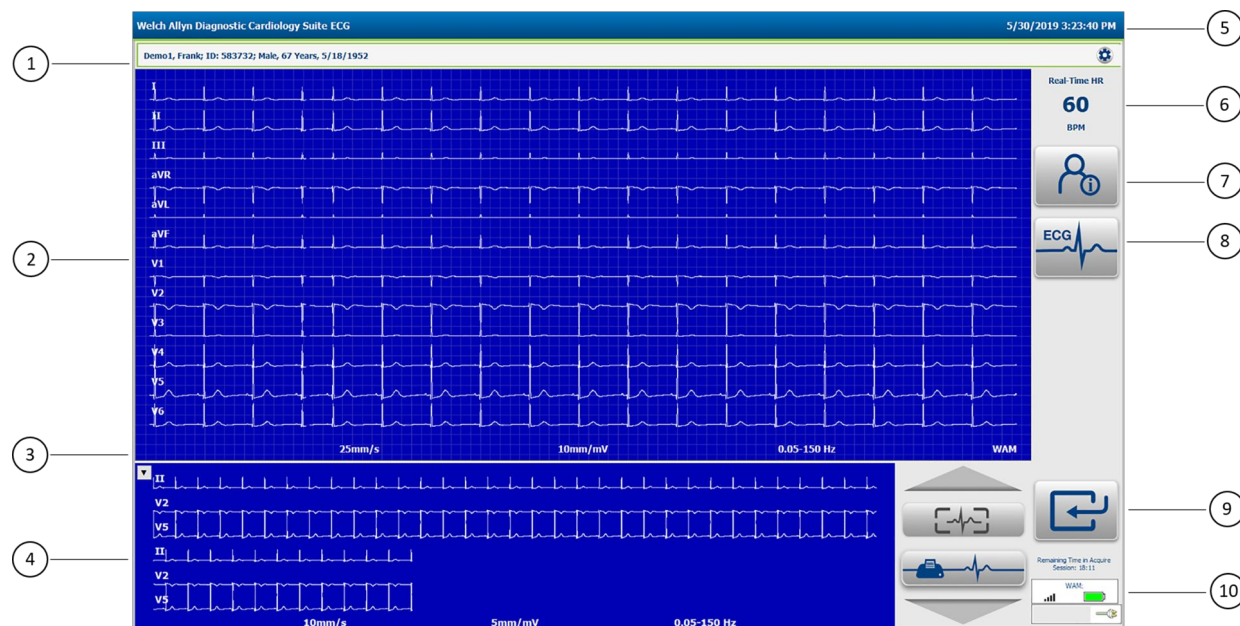 Welch Allyn Diagnostic Cardiology Suite ECG
5/30/2019 3:23:40 PM
5
1
Demo1, Frank; ID: 583732; Male, 67 Years, 5/18/1952
Real-Time HR
60
BPM
6
I
II
III
aVR
aVL
aVF
V1
V2
V3
V4
V5
V6
7
ECG
8
2
25mm/s 10mm/mV 0.05-150 Hz WAM
3
II
V2
V5
II
V2
V5
10mm/s 5mm/mV 0.05-150 Hz
4
9
Remaining Time in Acquire
Session: 18:11
WAM:
10